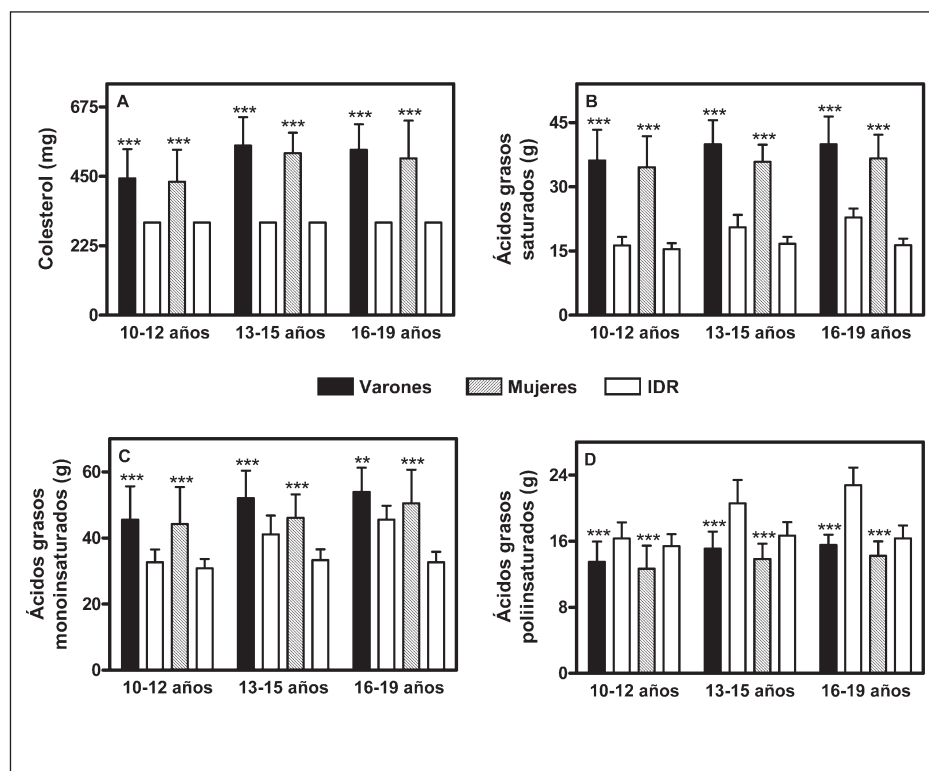 A
Colesterol (mg)
675
450
225
0
*** *** *** *** *** ***
10-12 años 13-15 años 16-19 años
B
Ácidos grasos
saturados (g)
45
30
15
0
*** *** *** *** *** ***
10-12 años 13-15 años 16-19 años
Varones Mujeres IDR
C
Ácidos grasos
monoinsaturados (g)
60
40
20
0
*** *** *** *** ** ***
10-12 años 13-15 años 16-19 años
D
Ácidos grasos
poliinsaturados (g)
24
16
8
0
*** *** *** *** *** ***
10-12 años 13-15 años 16-19 años